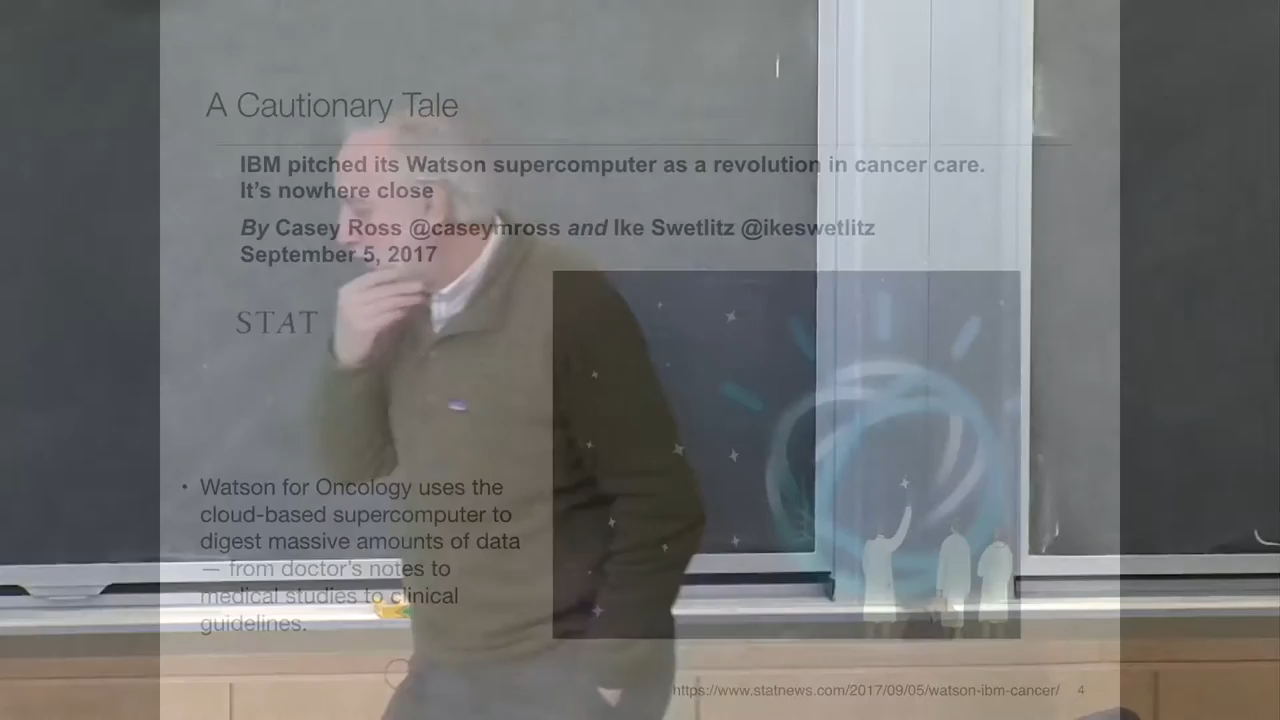 A Cautionary Tale
IBM pitched its Watson supercomputer as a revolution in cancer care.
It’s nowhere close
By Casey Ross @caseymross and Ike Swetlitz @ikeswetlitz
September 5, 2017
STAT
• Watson for Oncology uses the
cloud-based supercomputer to
digest massive amounts of data
— from doctor’s notes to
medical studies to clinical
guidelines.
https://www.statnews.com/2017/09/05/watson-ibm-cancer/ 4